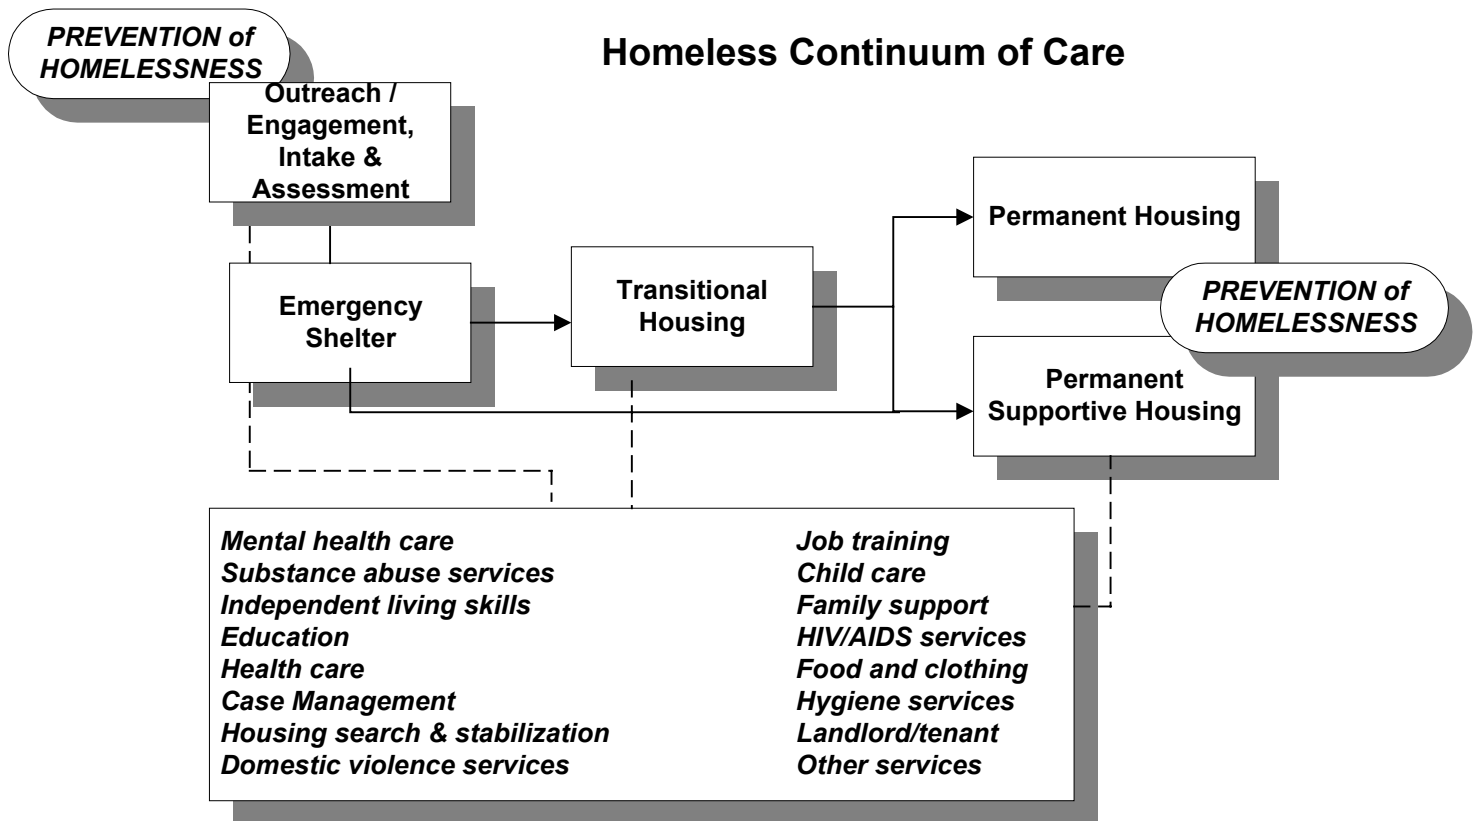 PREVENTION of
HOMELESSNESS
Homeless Continuum of Care
Outreach /
Engagement,
Intake &
Assessment
Permanent Housing
Emergency
Shelter
Transitional
Housing
PREVENTION of
HOMELESSNESS
Permanent
Supportive Housing
Mental health care
Substance abuse services
Independent living skills
Education
Health care
Case Management
Housing search & stabilization
Domestic violence services
Job training
Child care
Family support
HIV/AIDS services
Food and clothing
Hygiene services
Landlord/tenant
Other services